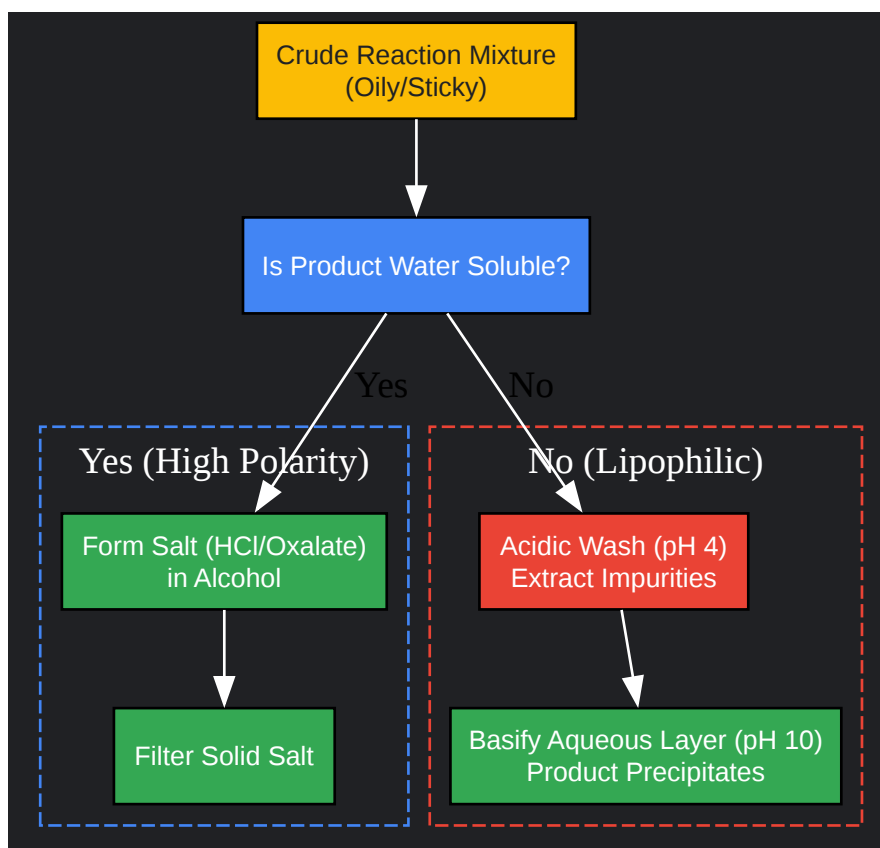 Crude Reaction Mixture
(Oily/Sticky)
Is Product Water Soluble?
Yes
No
Yes (High Polarity)
Form Salt (HCl/Oxalate)
in Alcohol
Filter Solid Salt
No (Lipophilic)
Acidic Wash (pH 4)
Extract Impurities
Basify Aqueous Layer (pH 10)
Product Precipitates